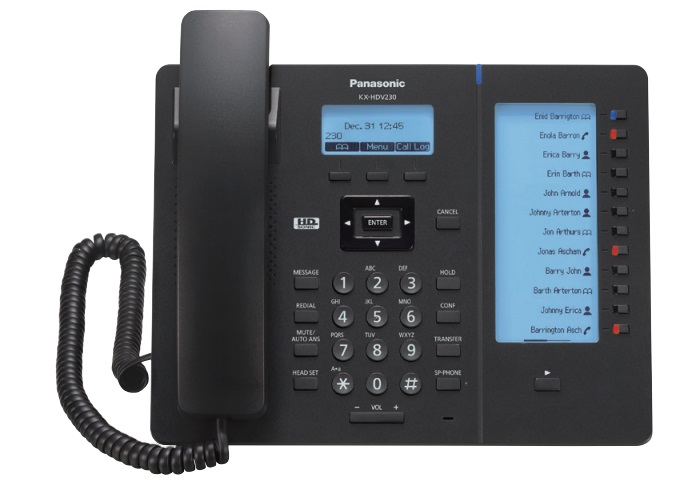 Panasonic
KX-HDV230
Dec. 31 12:45
230
Menu Call Log
ENTER
CANCEL
HD
SONIC
MESSAGE
1
ABC
2
DEF
3
HOLD
REDIAL
GHI
4
JKL
5
MNO
6
CONF
MUTE/
AUTO ANS
PQRS
7
TUV
8
WXYZ
9
TRANSFER
HEAD SET
A↔a
*
0
#
SP-PHONE
− VOL +
Enid Barrington
Enola Barron
Erica Barry
Erin Barth
John Arnold
Johnny Arterton
Jon Arthurs
Jonas Ascham
Barry John
Barth Arterton
Johnny Erica
Barrington Asch